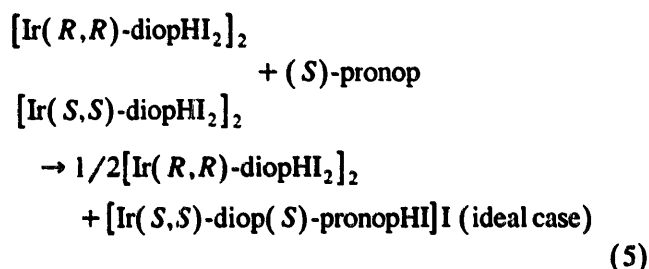 [Ir(R,R)-diopHI₂]₂
+ (S)-pronop
[Ir(S,S)-diopHI₂]₂
→ 1/2[Ir(R,R)-diopHI₂]₂
+ [Ir(S,S)-diop(S)-pronopHI]I (ideal case)
(5)